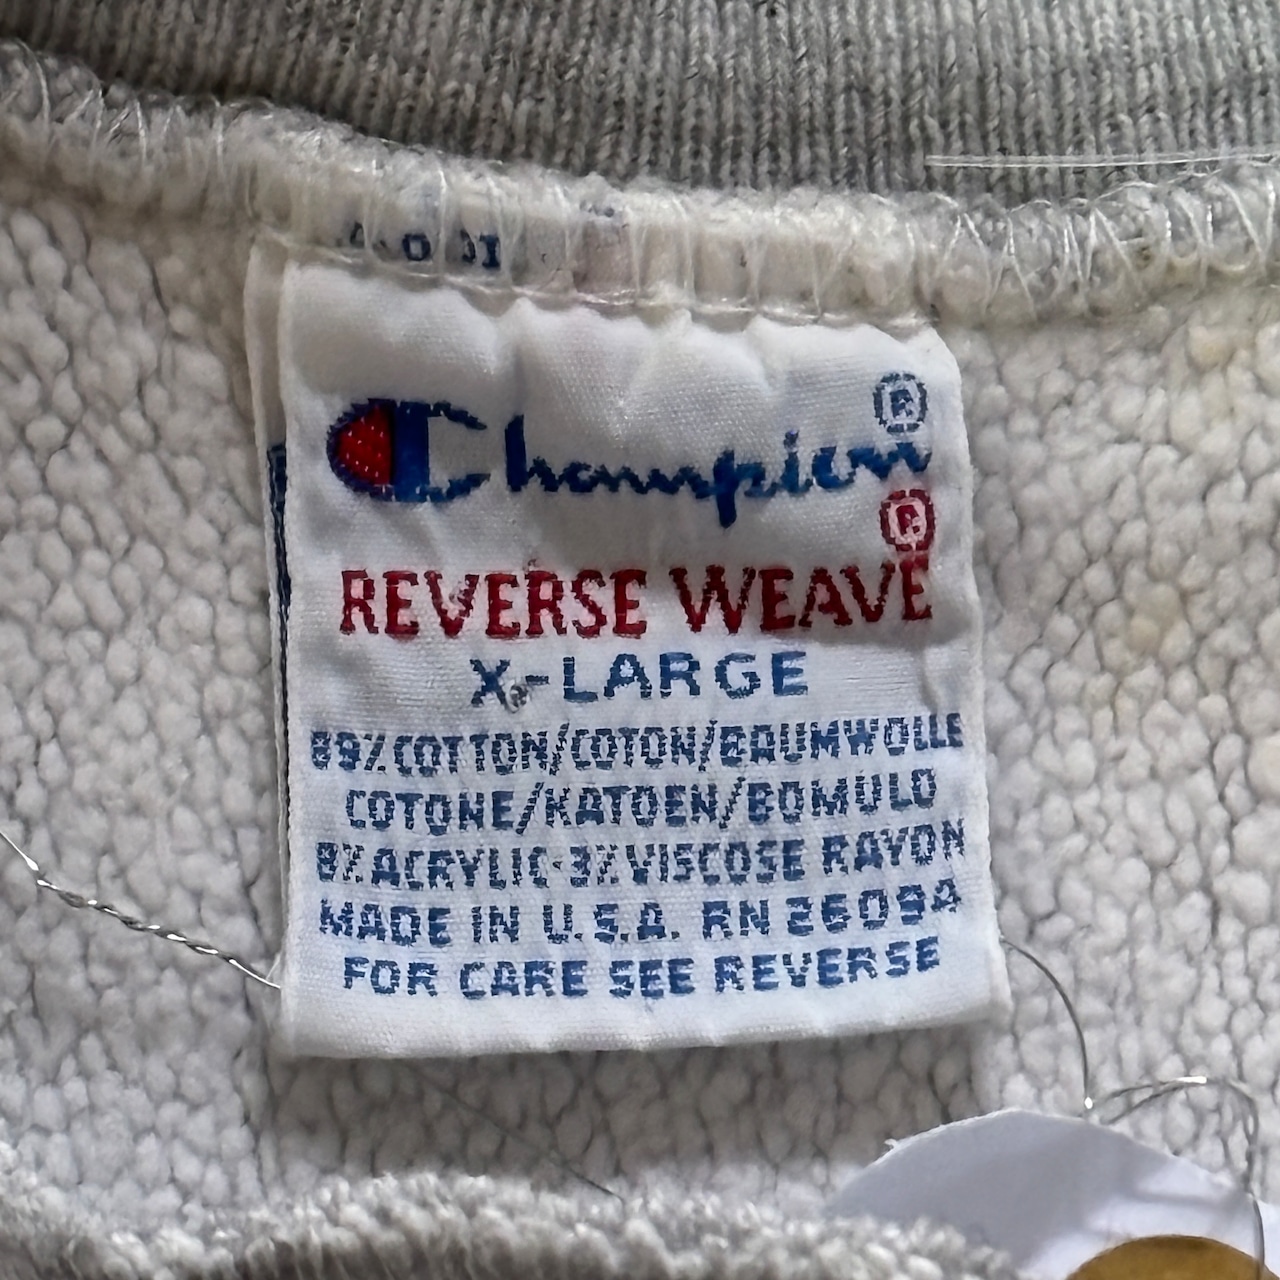 Champion®
®
REVERSE WEAVE
X-LARGE
89% COTTON/COTON/BAUMWOLLE
COTONE/KATOEN/BOMULD
8% ACRYLIC·3% VISCOSE RAYON
MADE IN U.S.A. RN 26094
FOR CARE SEE REVERSE